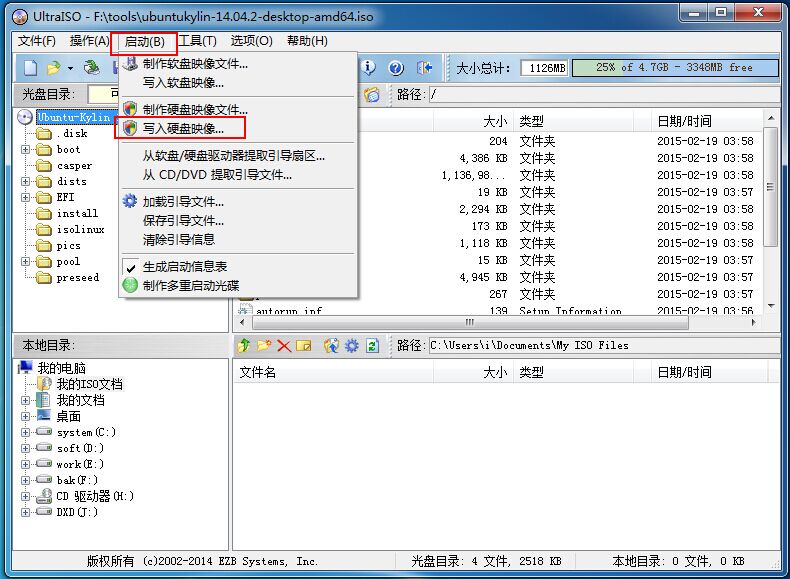 UltraISO - F:\tools\ubuntukylin-14.04.2-desktop-amd64.iso
文件(F) 操作(A) 启动(B) 工具(T) 选项(O) 帮助(H)
制作软盘映像文件...
写入软盘映像...
制作硬盘映像文件...
写入硬盘映像...
从软盘/硬盘驱动器提取引导扇区...
从 CD/DVD 提取引导文件...
加载引导文件...
保存引导文件...
清除引导信息
生成启动信息表
制作多重启动光碟
大小总计: 1126MB 25% of 4.7GB - 3348MB free
光盘目录: 可
路径: /
Ubuntu-Kylin
.disk
boot
casper
dists
EFI
install
isolinux
pics
pool
preseed
大小 类型 日期/时间
204 文件夹 2015-02-19 03:58
4,386 KB 文件夹 2015-02-19 03:58
1,136,98... 文件夹 2015-02-19 03:58
19 KB 文件夹 2015-02-19 03:57
2,294 KB 文件夹 2015-02-19 03:58
173 KB 文件夹 2015-02-19 03:58
1,118 KB 文件夹 2015-02-19 03:58
15 KB 文件夹 2015-02-19 03:57
4,945 KB 文件夹 2015-02-19 03:57
267 文件夹 2015-02-19 03:57
autorun.inf 139 Setup Information 2015-02-19 03:56
本地目录:
路径: C:\Users\i\Documents\My ISO Files
我的电脑
我的ISO文档
我的文档
桌面
system(C:)
soft(D:)
work(E:)
bak(F:)
CD 驱动器(H:)
DXD(J:)
文件名 大小 类型 日期/时间
版权所有 (c)2002-2014 EZB Systems, Inc.
光盘目录: 4 文件, 2518 KB
本地目录: 0 文件, 0 KB